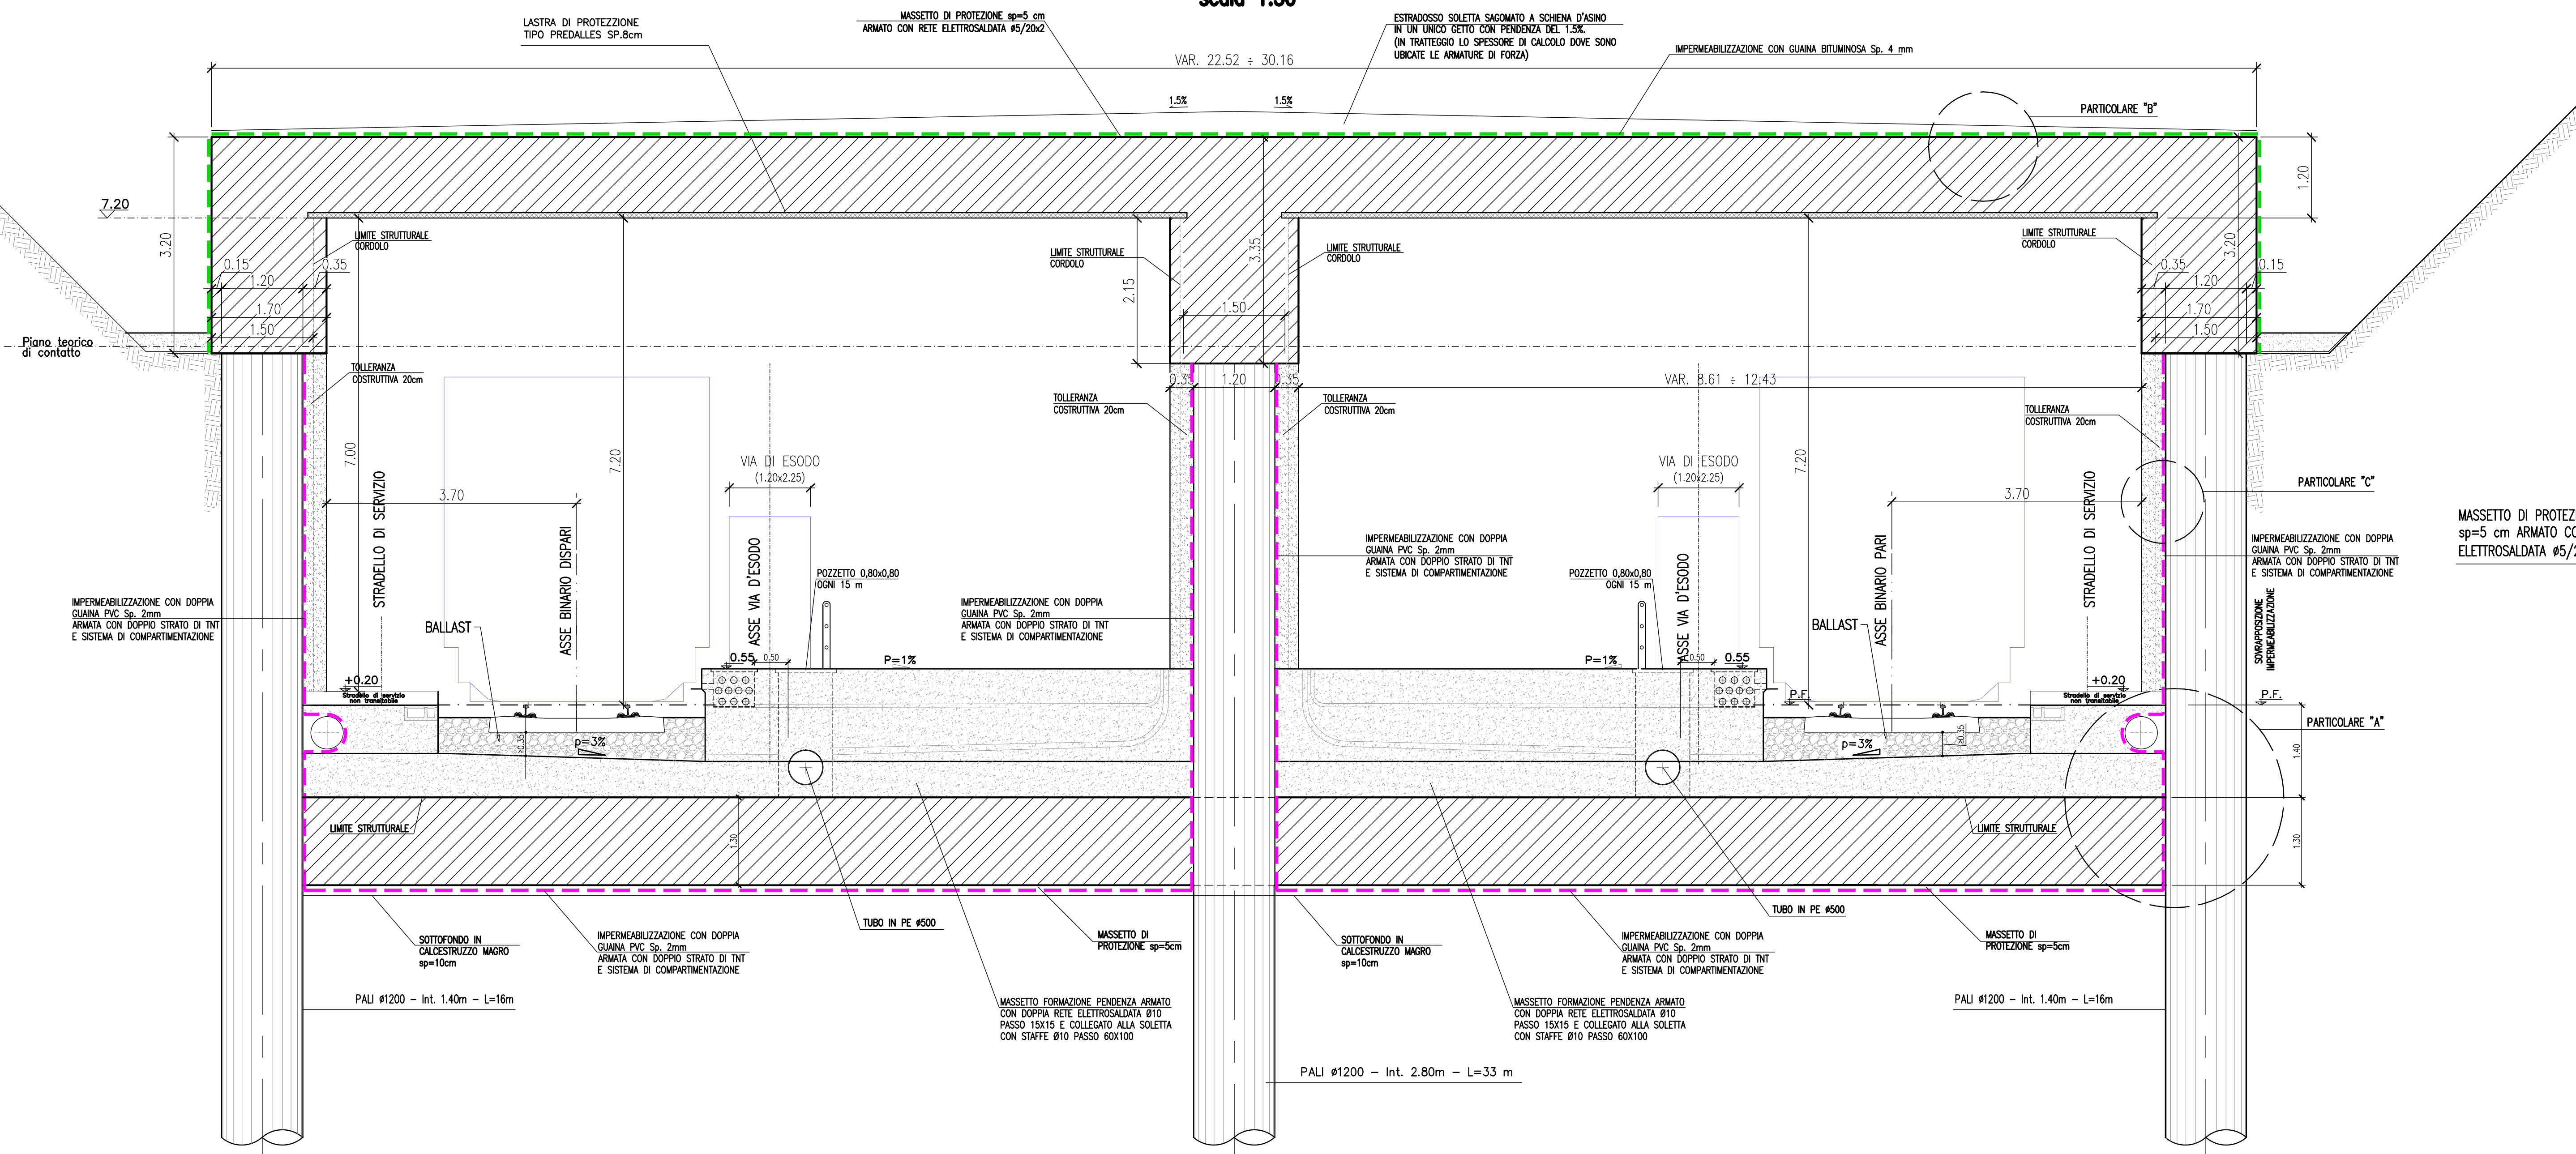 scala 1:50
LASTRA DI PROTEZZIONE
TIPO PREDALLES SP.8cm
MASSETTO DI PROTEZIONE sp=5 cm
ARMATO CON RETE ELETTROSALDATA ø5/20x2
ESTRADOSSO SOLETTA SAGOMATO A SCHIENA D'ASINO
IN UN UNICO GETTO CON PENDENZA DEL 1.5%.
(IN TRATTEGGIO LO SPESSORE DI CALCOLO DOVE SONO
UBICATE LE ARMATURE DI FORZA)
IMPERMEABILIZZAZIONE CON GUAINA BITUMINOSA Sp. 4 mm
VAR. 22.52 ÷ 30.16
1.5%
1.5%
PARTICOLARE "B"
7.20
3.20
1.20
3.20
3.35
2.15
LIMITE STRUTTURALE
CORDOLO
LIMITE STRUTTURALE
CORDOLO
LIMITE STRUTTURALE
CORDOLO
LIMITE STRUTTURALE
CORDOLO
0.15
1.20
0.35
1.70
1.50
1.50
0.35
1.20
0.15
1.70
1.50
Piano teorico
di contatto
TOLLERANZA
COSTRUTTIVA 20cm
0.35
1.20
0.35
VAR. 8.61 ÷ 12.43
TOLLERANZA
COSTRUTTIVA 20cm
TOLLERANZA
COSTRUTTIVA 20cm
TOLLERANZA
COSTRUTTIVA 20cm
7.00
7.20
7.20
VIA DI ESODO
(1.20x2.25)
VIA DI ESODO
(1.20x2.25)
3.70
3.70
STRADELLO DI SERVIZIO
ASSE BINARIO DISPARI
ASSE VIA D'ESODO
ASSE VIA D'ESODO
ASSE BINARIO PARI
STRADELLO DI SERVIZIO
PARTICOLARE "C"
MASSETTO DI PROTEZI
sp=5 cm ARMATO CO
ELETTROSALDATA ø5/2
IMPERMEABILIZZAZIONE CON DOPPIA
GUAINA PVC Sp. 2mm
ARMATA CON DOPPIO STRATO DI TNT
E SISTEMA DI COMPARTIMENTAZIONE
IMPERMEABILIZZAZIONE CON DOPPIA
GUAINA PVC Sp. 2mm
ARMATA CON DOPPIO STRATO DI TNT
E SISTEMA DI COMPARTIMENTAZIONE
IMPERMEABILIZZAZIONE CON DOPPIA
GUAINA PVC Sp. 2mm
ARMATA CON DOPPIO STRATO DI TNT
E SISTEMA DI COMPARTIMENTAZIONE
IMPERMEABILIZZAZIONE CON DOPPIA
GUAINA PVC Sp. 2mm
ARMATA CON DOPPIO STRATO DI TNT
E SISTEMA DI COMPARTIMENTAZIONE
POZZETTO 0,80x0,80
OGNI 15 m
POZZETTO 0,80x0,80
OGNI 15 m
SOVRAPPOSIZIONE
IMPERMEABILIZZAZIONE
BALLAST
BALLAST
0.55
0.50
P=1%
P=1%
0.50
0.55
+0.20
Stradello di servizio
non transitabile
+0.20
Stradello di servizio
non transitabile
P.F.
P.F.
PARTICOLARE "A"
p=3%
≥0.35
p=3%
≥0.35
1.40
1.30
1.30
LIMITE STRUTTURALE
LIMITE STRUTTURALE
TUBO IN PE ø500
TUBO IN PE ø500
SOTTOFONDO IN
CALCESTRUZZO MAGRO
sp=10cm
IMPERMEABILIZZAZIONE CON DOPPIA
GUAINA PVC Sp. 2mm
ARMATA CON DOPPIO STRATO DI TNT
E SISTEMA DI COMPARTIMENTAZIONE
MASSETTO DI
PROTEZIONE sp=5cm
SOTTOFONDO IN
CALCESTRUZZO MAGRO
sp=10cm
IMPERMEABILIZZAZIONE CON DOPPIA
GUAINA PVC Sp. 2mm
ARMATA CON DOPPIO STRATO DI TNT
E SISTEMA DI COMPARTIMENTAZIONE
MASSETTO DI
PROTEZIONE sp=5cm
PALI ø1200 - Int. 1.40m - L=16m
MASSETTO FORMAZIONE PENDENZA ARMATO
CON DOPPIA RETE ELETTROSALDATA Ø10
PASSO 15X15 E COLLEGATO ALLA SOLETTA
CON STAFFE Ø10 PASSO 60X100
MASSETTO FORMAZIONE PENDENZA ARMATO
CON DOPPIA RETE ELETTROSALDATA Ø10
PASSO 15X15 E COLLEGATO ALLA SOLETTA
CON STAFFE Ø10 PASSO 60X100
PALI ø1200 - Int. 1.40m - L=16m
PALI ø1200 - Int. 2.80m - L=33 m